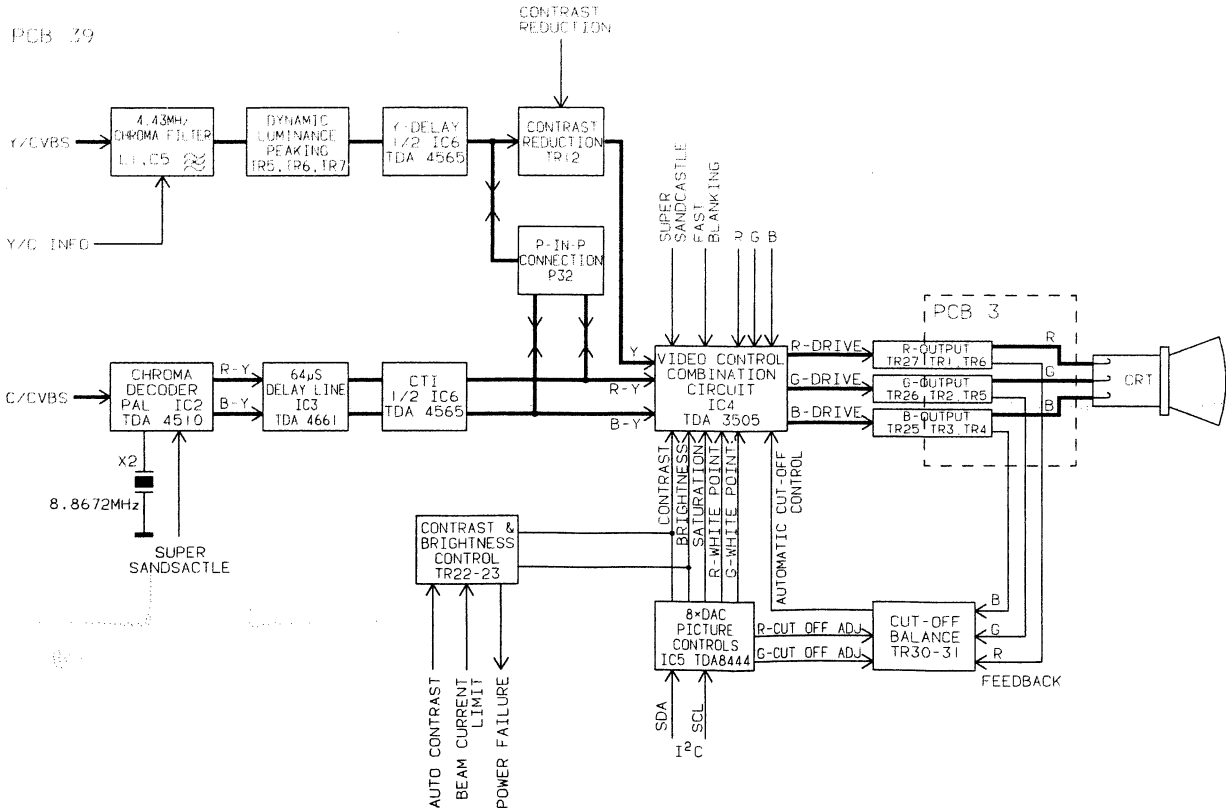 PCB 39
CONTRAST
REDUCTION
Y/CVBS
4.43MHz
CHROMA FILTER
L1,C5
DYNAMIC
LUMINANCE
PEAKING
TR5,TR6,TR7
Y-DELAY
1/2 IC6
TDA 4565
CONTRAST
REDUCTION
TR12
Y/C INFO
P-IN-P
CONNECTION
P32
SUPER
SANDCASTLE
FAST
BLANKING
R
G
B
C/CVBS
CHROMA
DECODER
PAL IC2
TDA 4510
R-Y
B-Y
64µS
DELAY LINE
IC3
TDA 4661
CTI
1/2 IC6
TDA 4565
Y
R-Y
B-Y
VIDEO CONTROL
COMBINATION
CIRCUIT
IC4
TDA 3505
R-DRIVE
G-DRIVE
B-DRIVE
PCB 3
R-OUTPUT
TR27 TR1,TR6
G-OUTPUT
TR26 TR2,TR5
B-OUTPUT
TR25 TR3,TR4
R
G
B
CRT
X2
8.8672MHz
SUPER
SANDSACTLE
CONTRAST &
BRIGHTNESS
CONTROL
TR22-23
CONTRAST
BRIGHTNESS
SATURATION
R-WHITE POINT
G-WHITE POINT
AUTOMATIC CUT-OFF
CONTROL
8×DAC
PICTURE
CONTROLS
IC5 TDA8444
R-CUT OFF ADJ
G-CUT OFF ADJ
CUT-OFF
BALANCE
TR30-31
B
G
R
FEEDBACK
AUTO CONTRAST
BEAM CURRENT
LIMIT
POWER FAILURE
SDA
SCL
I²C